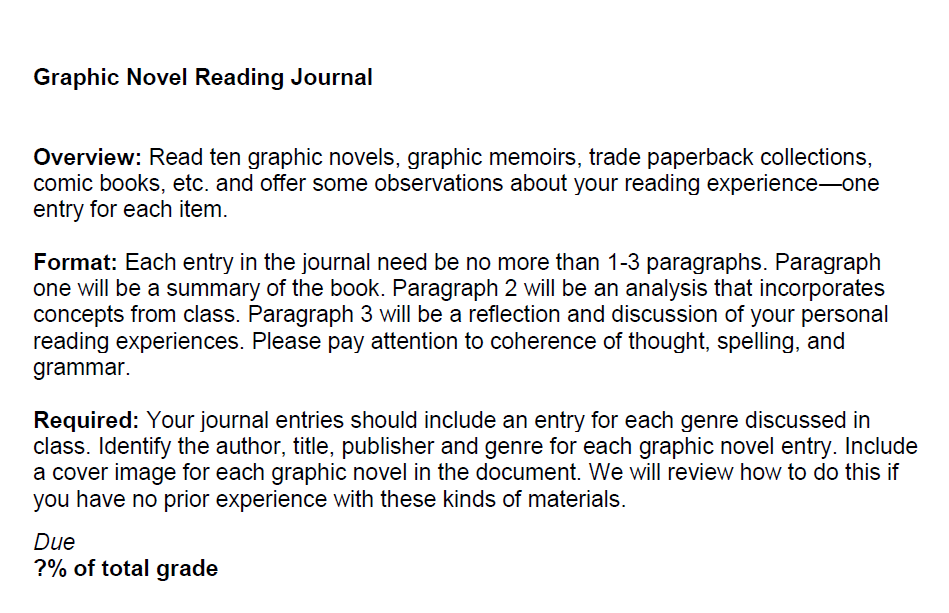 Graphic Novel Reading Journal
Overview: Read ten graphic novels, graphic memoirs, trade paperback collections,
comic books, etc. and offer some observations about your reading experience—one
entry for each item.
Format: Each entry in the journal need be no more than 1-3 paragraphs. Paragraph
one will be a summary of the book. Paragraph 2 will be an analysis that incorporates
concepts from class. Paragraph 3 will be a reflection and discussion of your personal
reading experiences. Please pay attention to coherence of thought, spelling, and
grammar.
Required: Your journal entries should include an entry for each genre discussed in
class. Identify the author, title, publisher and genre for each graphic novel entry. Include
a cover image for each graphic novel in the document. We will review how to do this if
you have no prior experience with these kinds of materials.
Due
?% of total grade